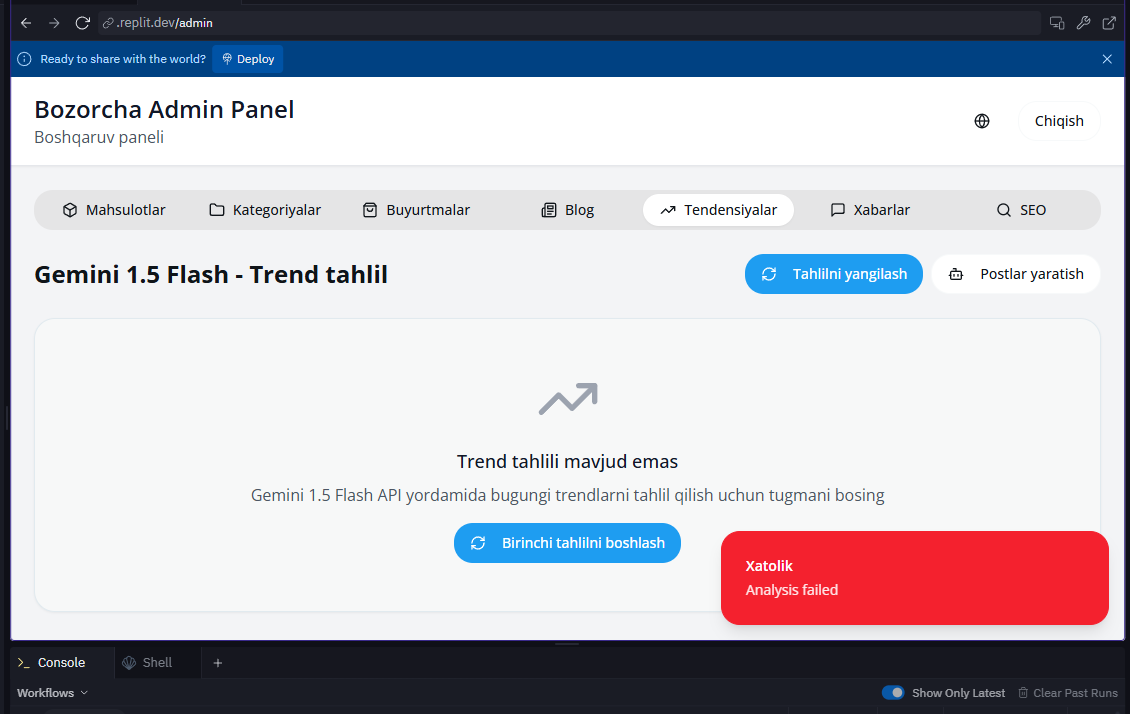 .replit.dev/admin
Ready to share with the world? Deploy
Bozorcha Admin Panel
Boshqaruv paneli
Chiqish
Mahsulotlar Kategoriyalar Buyurtmalar Blog Tendensiyalar Xabarlar SEO
Gemini 1.5 Flash - Trend tahlil
Tahlilni yangilash Postlar yaratish
Trend tahlili mavjud emas
Gemini 1.5 Flash API yordamida bugungi trendlarni tahlil qilish uchun tugmani bosing
Birinchi tahlilni boshlash
Xatolik
Analysis failed
Console Shell
Workflows Show Only Latest Clear Past Runs